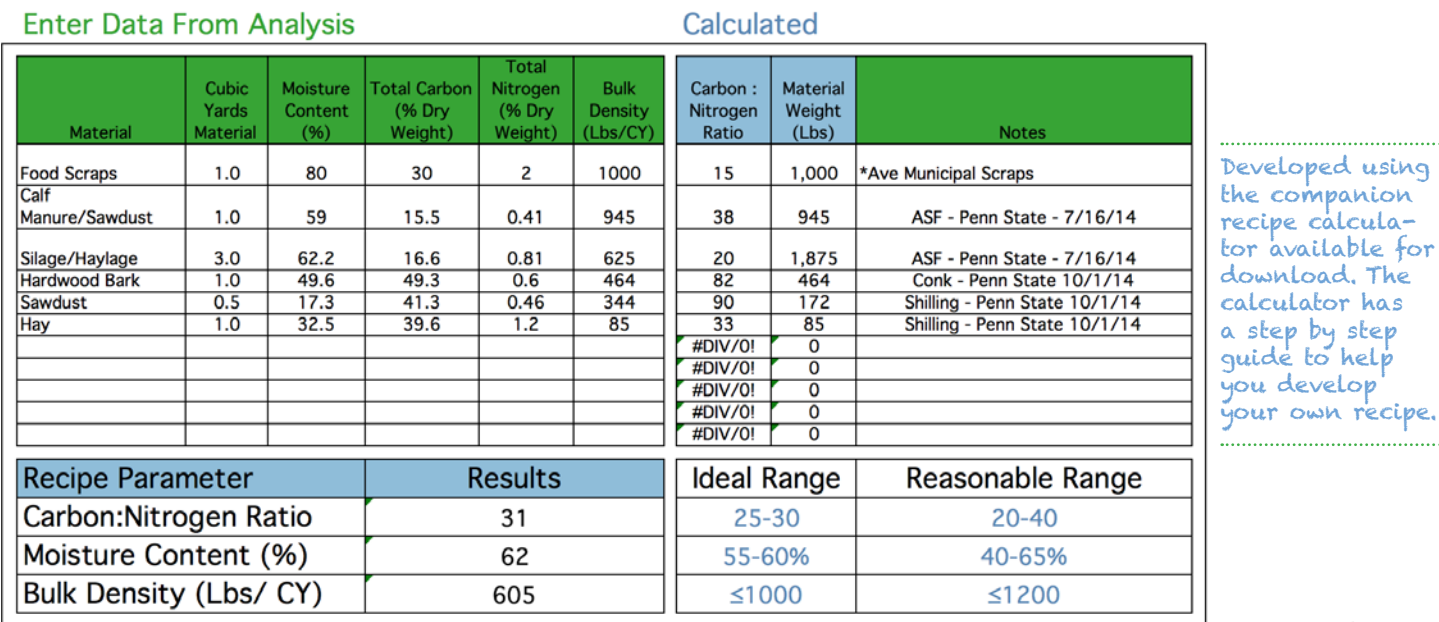 Enter Data From Analysis
Calculated
Material Cubic Yards Material Moisture Content (%) Total Carbon (% Dry Weight) Total Nitrogen (% Dry Weight) Bulk Density (Lbs/CY) Carbon : Nitrogen Ratio Material Weight (Lbs) Notes
Food Scraps 1.0 80 30 2 1000 15 1,000 *Ave Municipal Scraps
Calf Manure/Sawdust 1.0 59 15.5 0.41 945 38 945 ASF - Penn State - 7/16/14
Silage/Haylage 3.0 62.2 16.6 0.81 625 20 1,875 ASF - Penn State - 7/16/14
Hardwood Bark 1.0 49.6 49.3 0.6 464 82 464 Conk - Penn State 10/1/14
Sawdust 0.5 17.3 41.3 0.46 344 90 172 Shilling - Penn State 10/1/14
Hay 1.0 32.5 39.6 1.2 85 33 85 Shilling - Penn State 10/1/14
#DIV/0! 0
#DIV/0! 0
#DIV/0! 0
#DIV/0! 0
#DIV/0! 0
Recipe Parameter Results Ideal Range Reasonable Range
Carbon:Nitrogen Ratio 31 25-30 20-40
Moisture Content (%) 62 55-60% 40-65%
Bulk Density (Lbs/ CY) 605 ≤1000 ≤1200
Developed using
the companion
recipe calcula-
tor available for
download. The
calculator has
a step by step
guide to help
you develop
your own recipe.